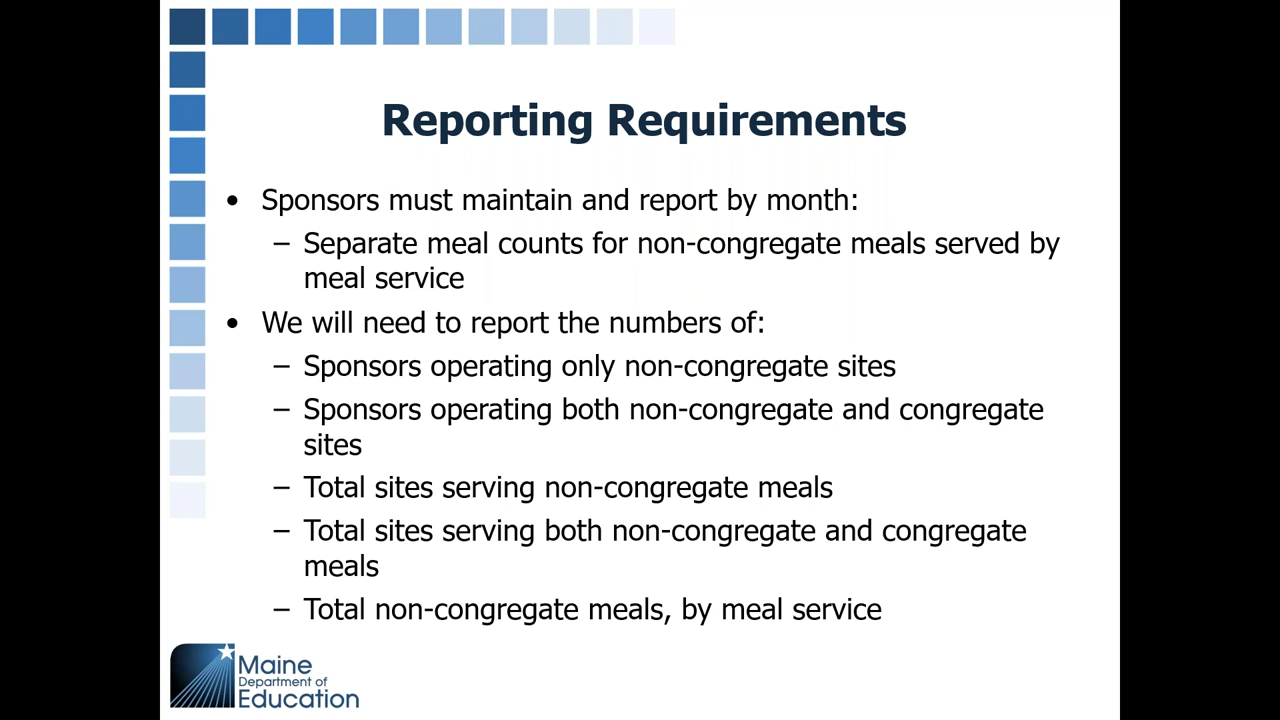 Reporting Requirements
• Sponsors must maintain and report by month:
– Separate meal counts for non-congregate meals served by
meal service
• We will need to report the numbers of:
– Sponsors operating only non-congregate sites
– Sponsors operating both non-congregate and congregate
sites
– Total sites serving non-congregate meals
– Total sites serving both non-congregate and congregate
meals
– Total non-congregate meals, by meal service
Maine
Department of
Education